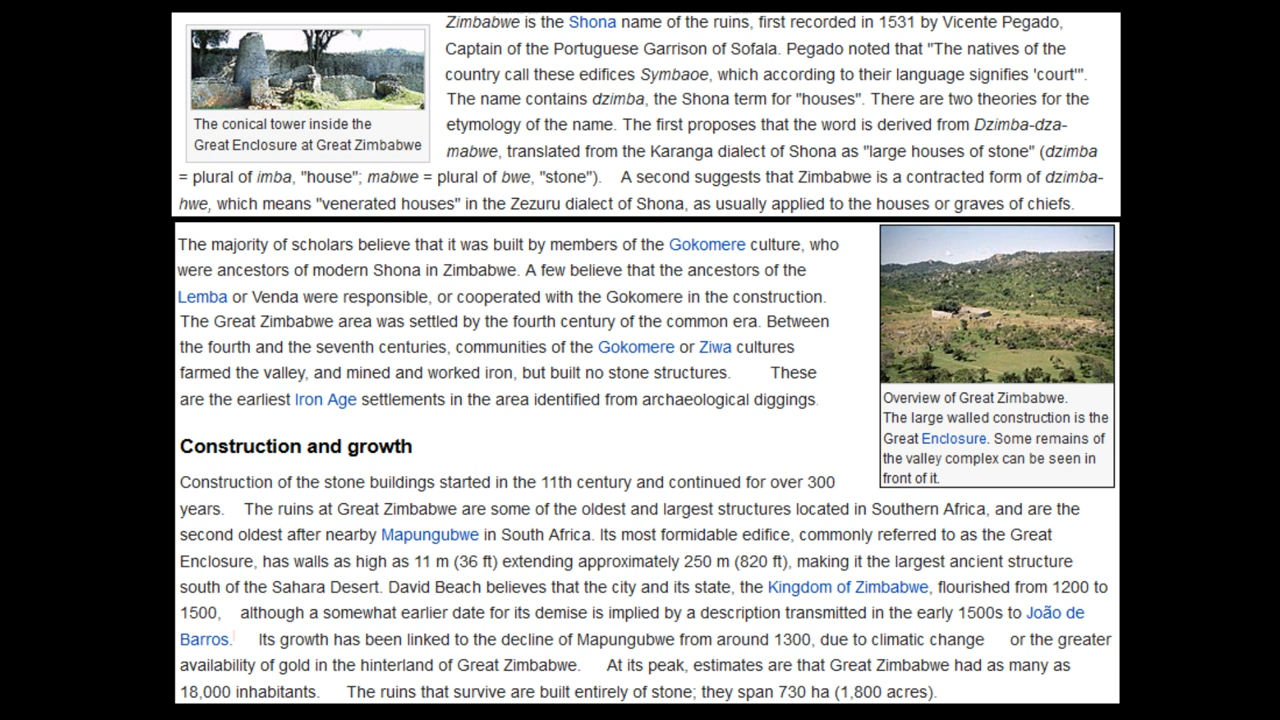 Zimbabwe is the Shona name of the ruins, first recorded in 1531 by Vicente Pegado,
Captain of the Portuguese Garrison of Sofala. Pegado noted that "The natives of the
country call these edifices Symbaoe, which according to their language signifies 'court'".
The name contains dzimba, the Shona term for "houses". There are two theories for the
etymology of the name. The first proposes that the word is derived from Dzimba-dza-
mabwe, translated from the Karanga dialect of Shona as "large houses of stone" (dzimba
= plural of imba, "house"; mabwe = plural of bwe, "stone"). A second suggests that Zimbabwe is a contracted form of dzimba-
hwe, which means "venerated houses" in the Zezuru dialect of Shona, as usually applied to the houses or graves of chiefs.
The conical tower inside the
Great Enclosure at Great Zimbabwe
The majority of scholars believe that it was built by members of the Gokomere culture, who
were ancestors of modern Shona in Zimbabwe. A few believe that the ancestors of the
Lemba or Venda were responsible, or cooperated with the Gokomere in the construction.
The Great Zimbabwe area was settled by the fourth century of the common era. Between
the fourth and the seventh centuries, communities of the Gokomere or Ziwa cultures
farmed the valley, and mined and worked iron, but built no stone structures. These
are the earliest Iron Age settlements in the area identified from archaeological diggings.
Overview of Great Zimbabwe.
The large walled construction is the
Great Enclosure. Some remains of
the valley complex can be seen in
front of it.
Construction and growth
Construction of the stone buildings started in the 11th century and continued for over 300
years. The ruins at Great Zimbabwe are some of the oldest and largest structures located in Southern Africa, and are the
second oldest after nearby Mapungubwe in South Africa. Its most formidable edifice, commonly referred to as the Great
Enclosure, has walls as high as 11 m (36 ft) extending approximately 250 m (820 ft), making it the largest ancient structure
south of the Sahara Desert. David Beach believes that the city and its state, the Kingdom of Zimbabwe, flourished from 1200 to
1500, although a somewhat earlier date for its demise is implied by a description transmitted in the early 1500s to João de
Barros. Its growth has been linked to the decline of Mapungubwe from around 1300, due to climatic change or the greater
availability of gold in the hinterland of Great Zimbabwe. At its peak, estimates are that Great Zimbabwe had as many as
18,000 inhabitants. The ruins that survive are built entirely of stone; they span 730 ha (1,800 acres).